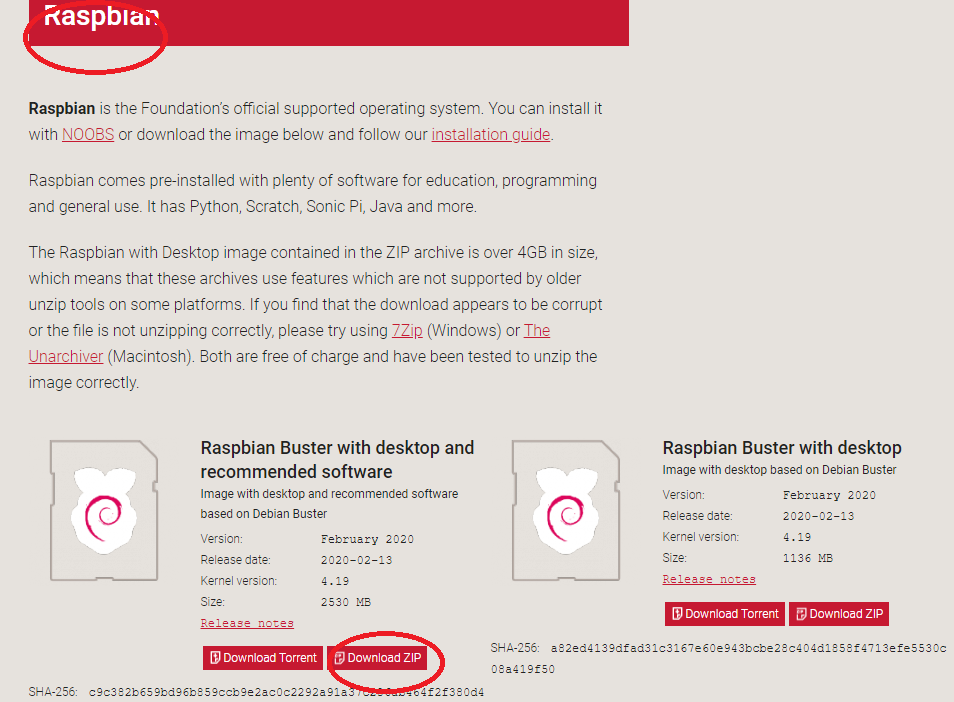 Raspbian
Raspbian is the Foundation's official supported operating system. You can install it
with NOOBS or download the image below and follow our installation guide.
Raspbian comes pre-installed with plenty of software for education, programming
and general use. It has Python, Scratch, Sonic Pi, Java and more.
The Raspbian with Desktop image contained in the ZIP archive is over 4GB in size,
which means that these archives use features which are not supported by older
unzip tools on some platforms. If you find that the download appears to be corrupt
or the file is not unzipping correctly, please try using 7Zip (Windows) or The
Unarchiver (Macintosh). Both are free of charge and have been tested to unzip the
image correctly.
Raspbian Buster with desktop and
recommended software
Image with desktop and recommended software
based on Debian Buster
Version: February 2020
Release date: 2020-02-13
Kernel version: 4.19
Size: 2530 MB
Release notes
Download Torrent Download ZIP
SHA-256:
Raspbian Buster with desktop
Image with desktop based on Debian Buster
Version: February 2020
Release date: 2020-02-13
Kernel version: 4.19
Size: 1136 MB
Release notes
Download Torrent Download ZIP
SHA-256: a82ed4139dfad31c3167e60e943bcbe28c404d1858f4713efe5530c
08a419f50